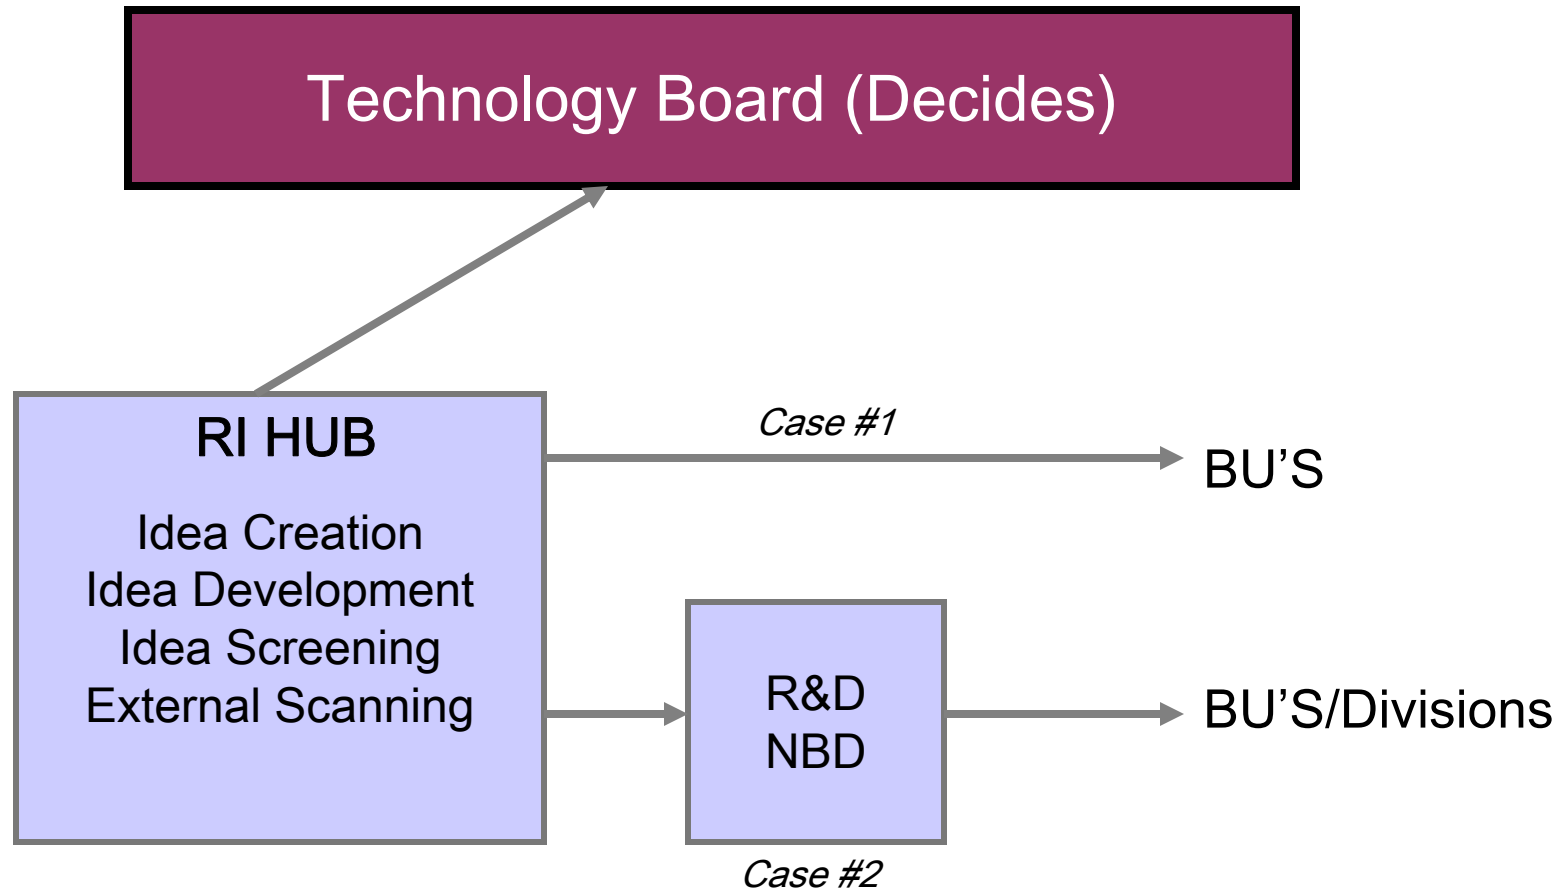 Technology Board (Decides)
RI HUB
Idea Creation
Idea Development
Idea Screening
External Scanning
Case #1
BU’S
R&D
NBD
BU’S/Divisions
Case #2